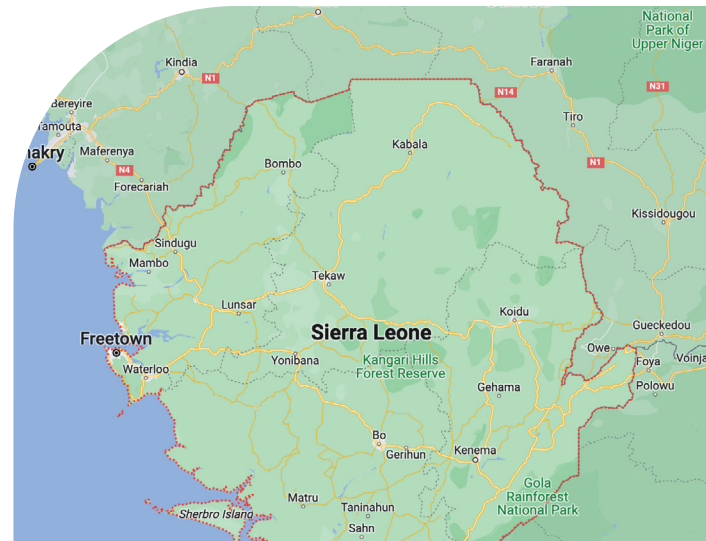 National
Park of
Upper Niger
Kindia
N1
Faranah
N14
N31
Bereyire
Tamouta
Tiro
Maferenya
Kabala
N4
Bombo
N1
Forecariah
Kissidougou
Sindugu
Mambo
Tekaw
Lunsar
Koidu
Freetown
Sierra Leone
Gueckedou
Yonibana
Kangari Hills
Forest Reserve
Owe
Foya
Waterloo
Gehama
Polowu
Bo
Gerihun
Kenema
Gola
Rainforest
National Park
Matru
Taninahun
Sherbro Island
Sahn